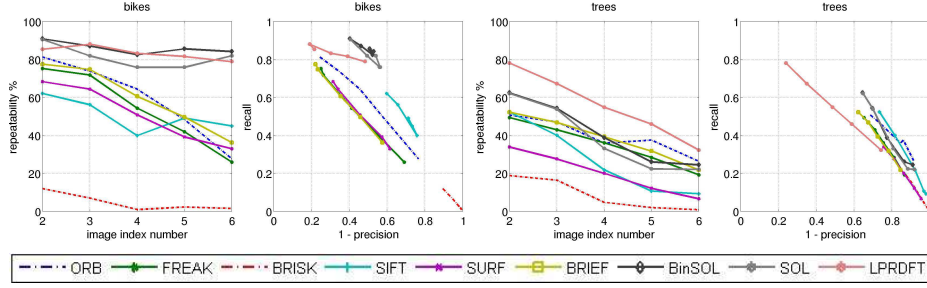 bikes
bikes
trees
trees
100
80
60
40
20
0
2 3 4 5 6
repeatability %
image index number
1
0.8
0.6
0.4
0.2
0
0 0.2 0.4 0.6 0.8 1
recall
1 - precision
100
80
60
40
20
0
2 3 4 5 6
repeatability %
image index number
1
0.8
0.6
0.4
0.2
0
0 0.2 0.4 0.6 0.8 1
recall
1 - precision
ORB FREAK BRISK SIFT SURF BRIEF BinSOL SOL LPRDFT